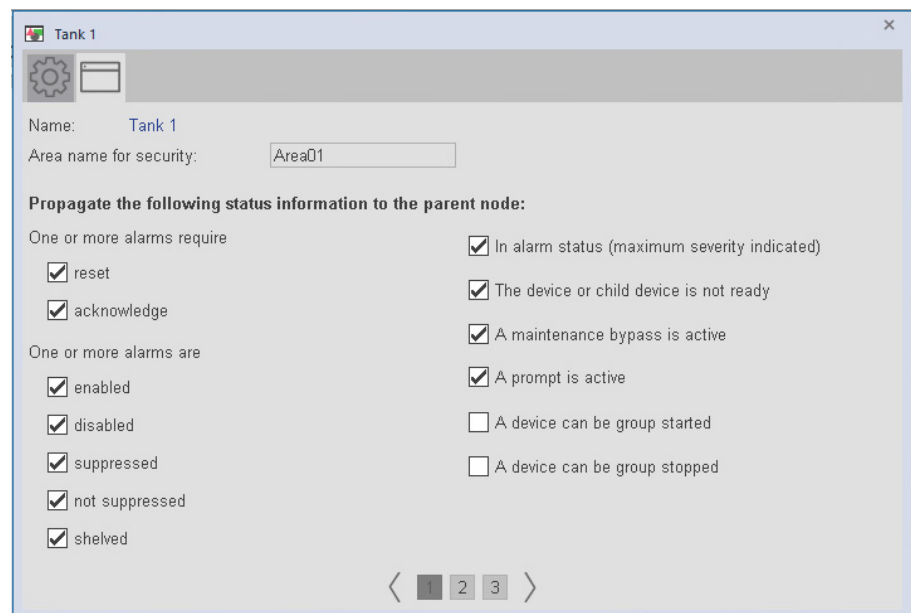 Tank 1
Name: Tank 1
Area name for security: Area01
Propagate the following status information to the parent node:
One or more alarms require
reset
acknowledge
One or more alarms are
enabled
disabled
suppressed
not suppressed
shelved
In alarm status (maximum severity indicated)
The device or child device is not ready
A maintenance bypass is active
A prompt is active
A device can be group started
A device can be group stopped
1 2 3